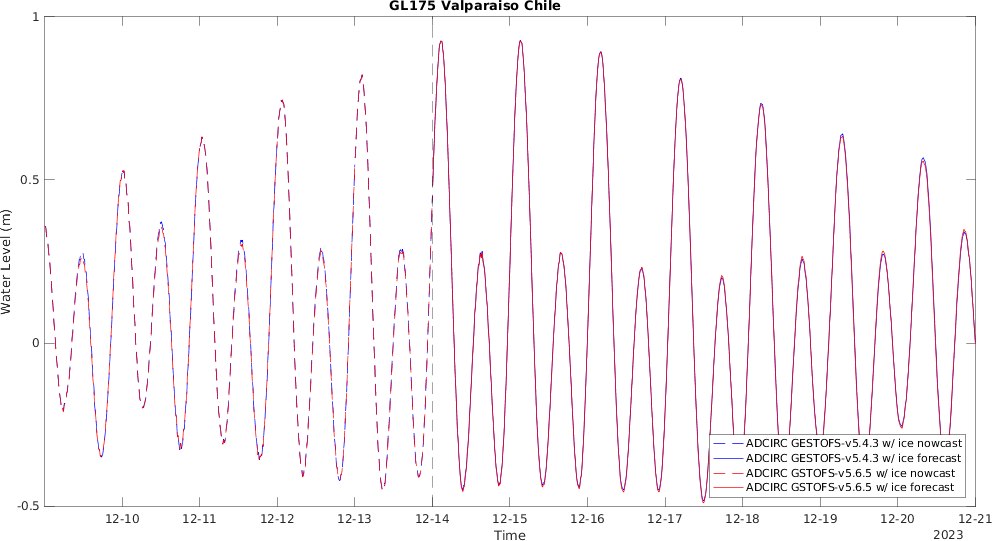 GL175 Valparaiso Chile
1
0.5
0
-0.5
Water Level (m)
12-10
12-11
12-12
12-13
12-14
12-15
12-16
12-17
12-18
12-19
12-20
12-21
Time
2023
ADCIRC GESTOFS-v5.4.3 w/ ice nowcast
ADCIRC GESTOFS-v5.4.3 w/ ice forecast
ADCIRC GSTOFS-v5.6.5 w/ ice nowcast
ADCIRC GSTOFS-v5.6.5 w/ ice forecast